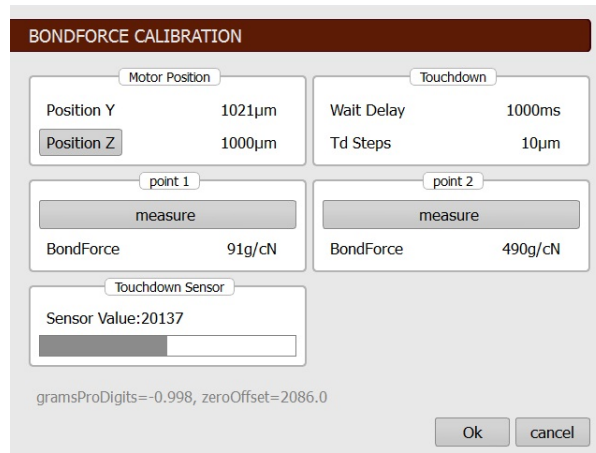 BONDFORCE CALIBRATION
Motor Position
Position Y 1021µm
Position Z 1000µm
Touchdown
Wait Delay 1000ms
Td Steps 10µm
point 1
measure
BondForce 91g/cN
point 2
measure
BondForce 490g/cN
Touchdown Sensor
Sensor Value:20137
gramsProDigits=-0.998, zeroOffset=2086.0
Ok cancel